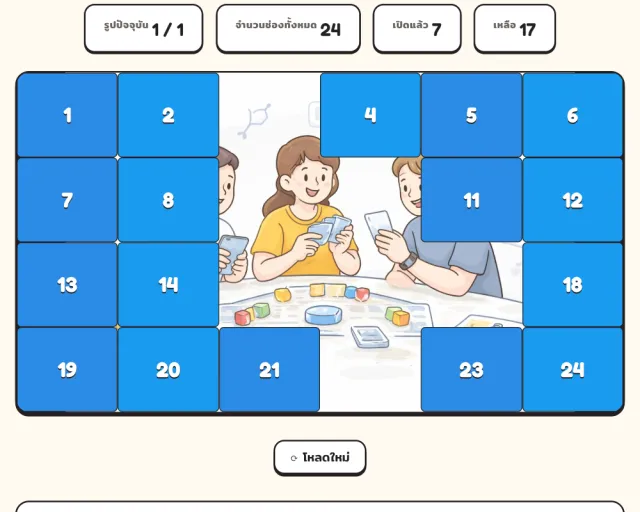 รูปปัจจุบัน 1 / 1
จำนวนช่องทั้งหมด 24
เปิดแล้ว 7
เหลือ 17
1 2 4 5 6
7 8 11 12
13 14 18
19 20 21 23 24
โหลดใหม่